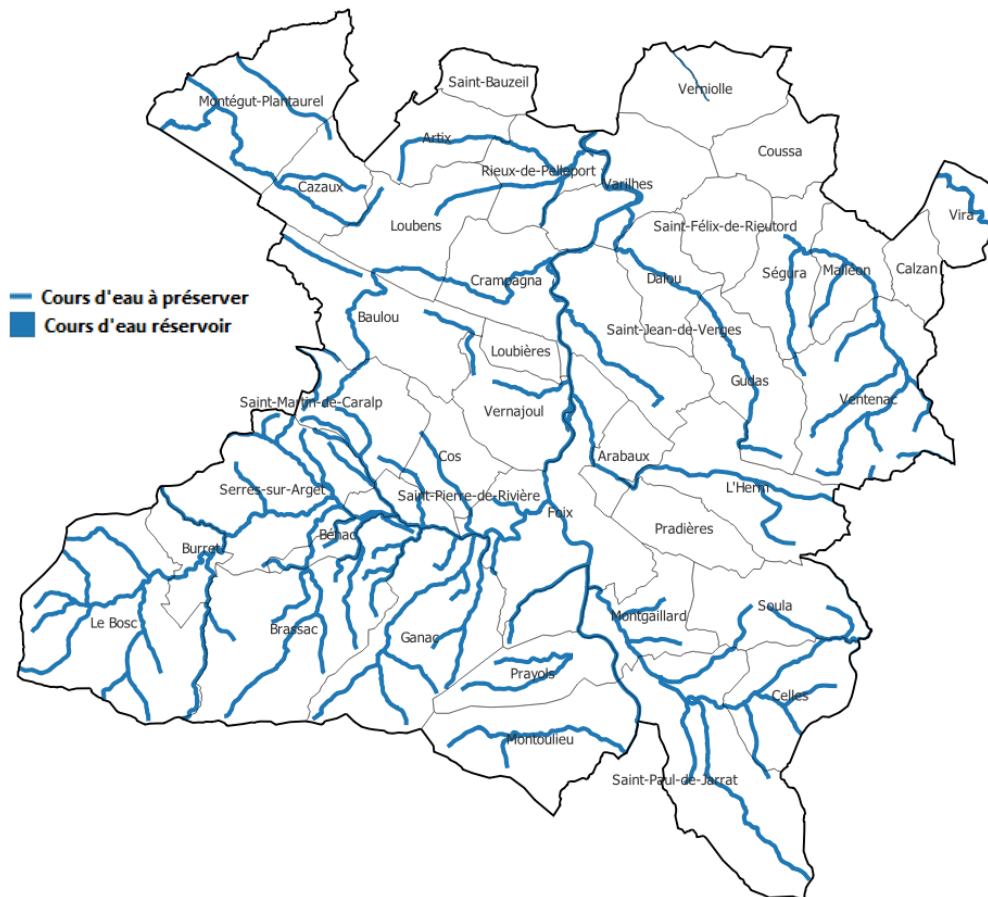 Saint-Bauzeil
Verniolle
Montégut-Plantaurel
Artix
Coussa
Rieux-de-Pelleport
Cazaux
Varilhes
Vira
Loubens
Saint-Félix-de-Rieutord
Calzan
Crampagna
Dalou
Ségura
Malléon
Cours d'eau à préserver
Cours d'eau réservoir
Baulou
Saint-Jean-de-Verges
Loubières
Gudas
Saint-Martin-de-Caralp
Vernajoul
Ventenac
Cos
Arabaux
Serres-sur-Arget
Saint-Pierre-de-Rivière
L'Herm
Foix
Pradières
Bénac
Burret
Le Bosc
Brassac
Ganac
Montgaillard
Soula
Prayols
Celles
Montoulieu
Saint-Paul-de-Jarrat